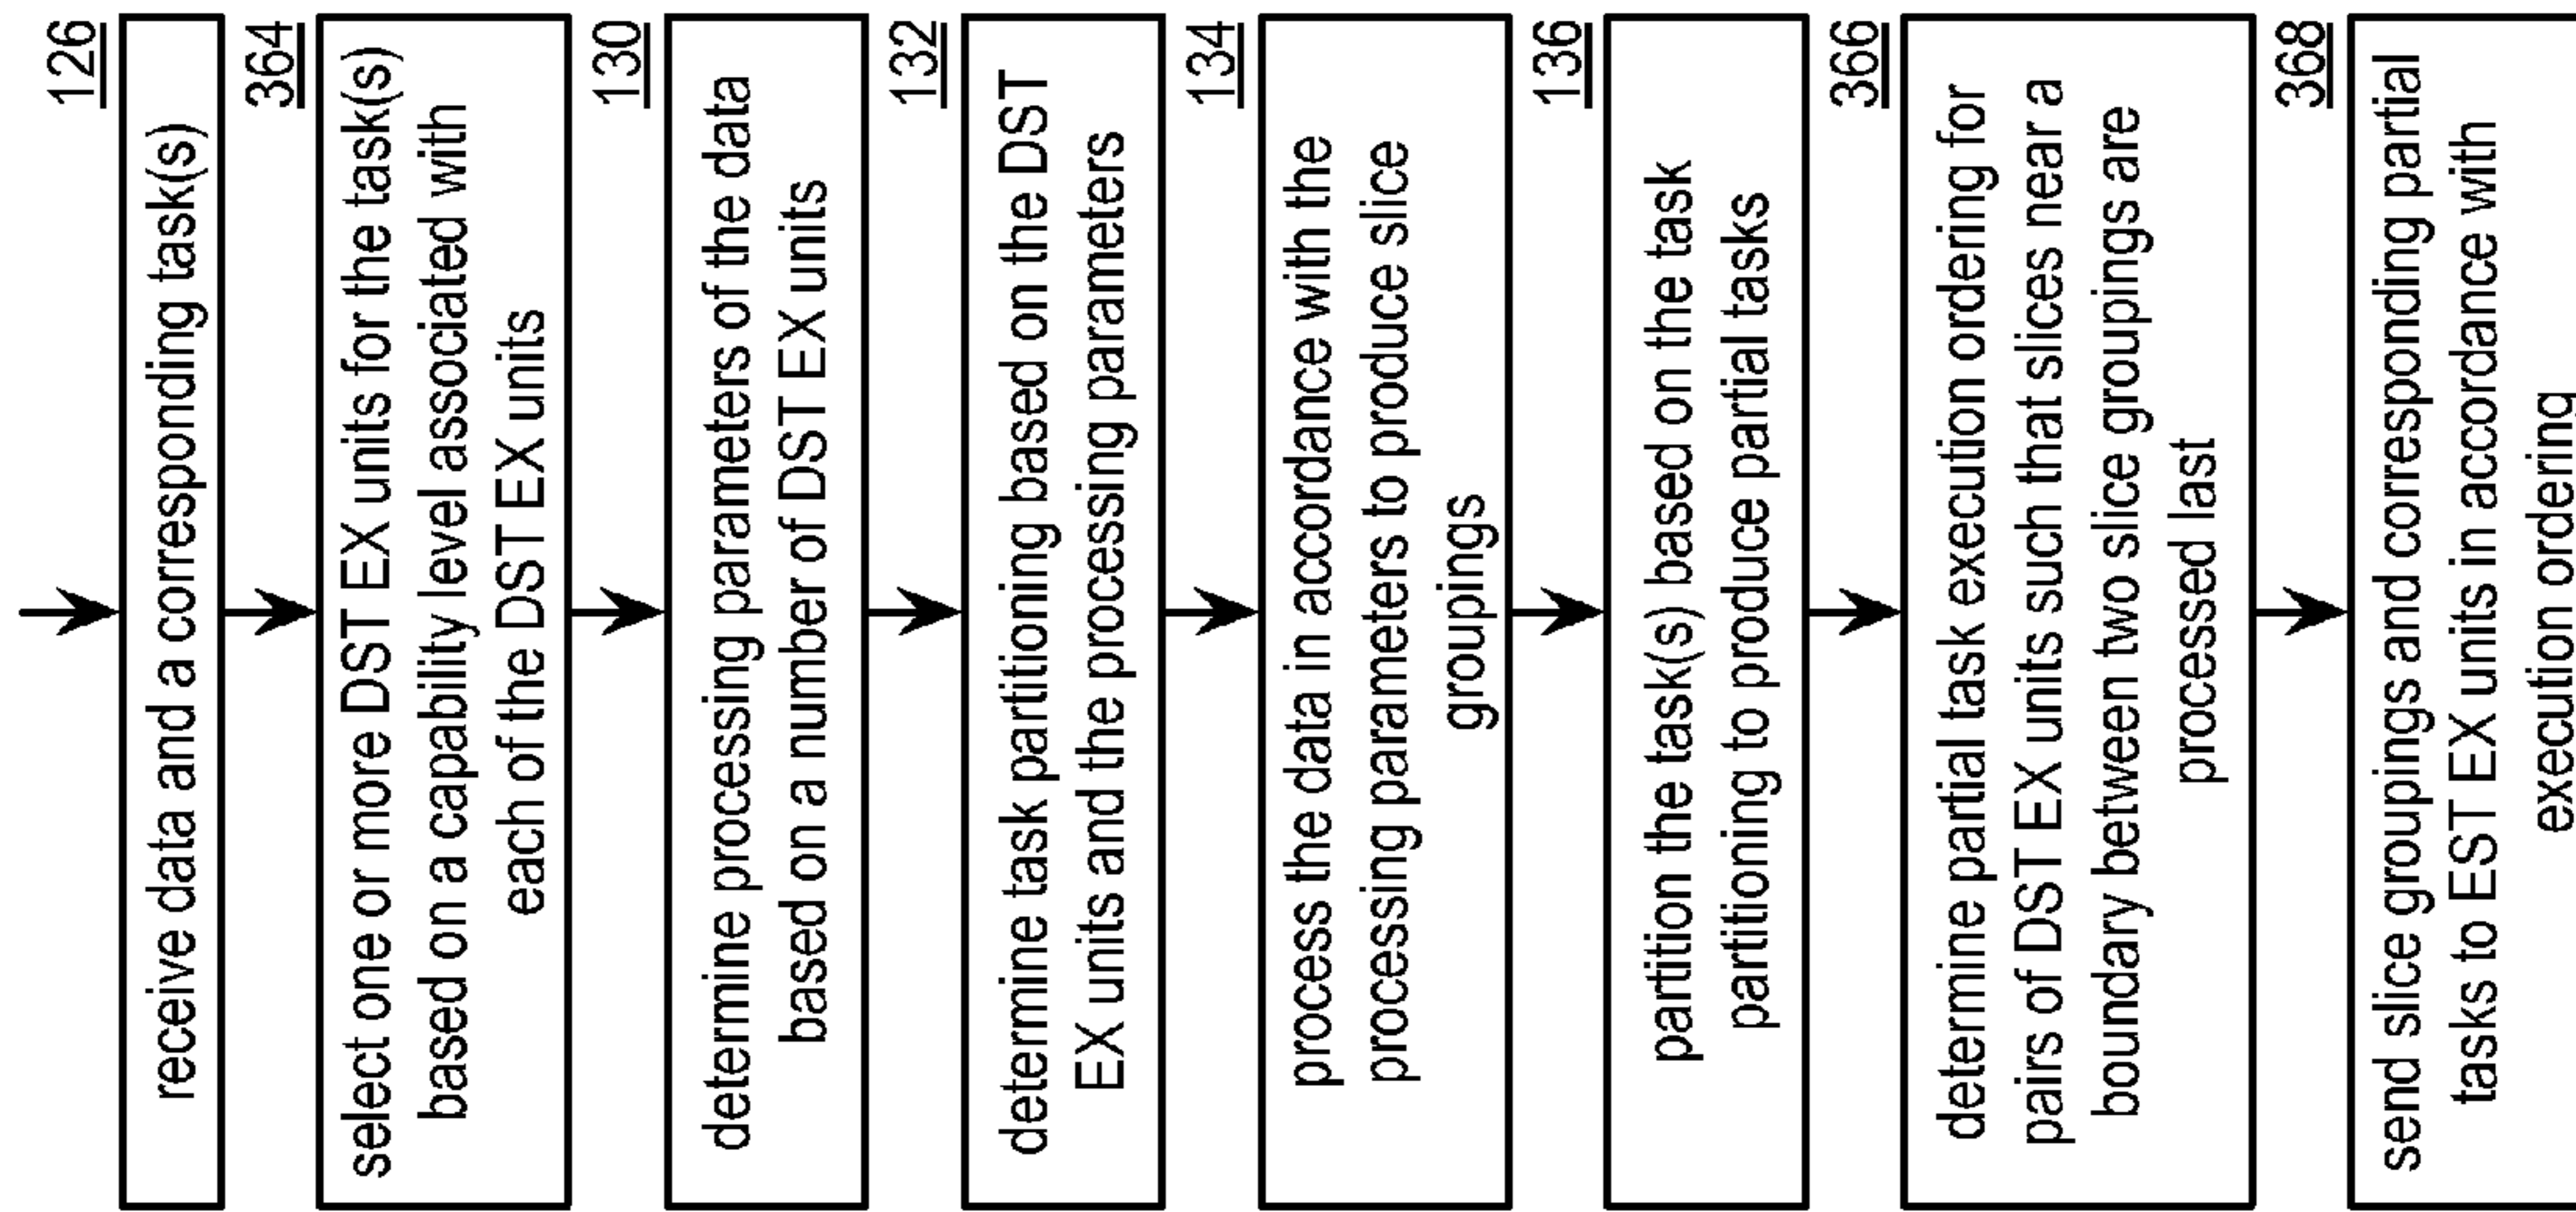 126
receive data and a corresponding task(s)
364
select one or more DST EX units for the task(s)
based on a capability level associated with
each of the DST EX units
130
determine processing parameters of the data
based on a number of DST EX units
132
determine task partitioning based on the DST
EX units and the processing parameters
134
process the data in accordance with the
processing parameters to produce slice
groupings
136
partition the task(s) based on the task
partitioning to produce partial tasks
366
determine partial task execution ordering for
pairs of DST EX units such that slices near a
boundary between two slice groupings are
processed last
368
send slice groupings and corresponding partial
tasks to EST EX units in accordance with
execution ordering